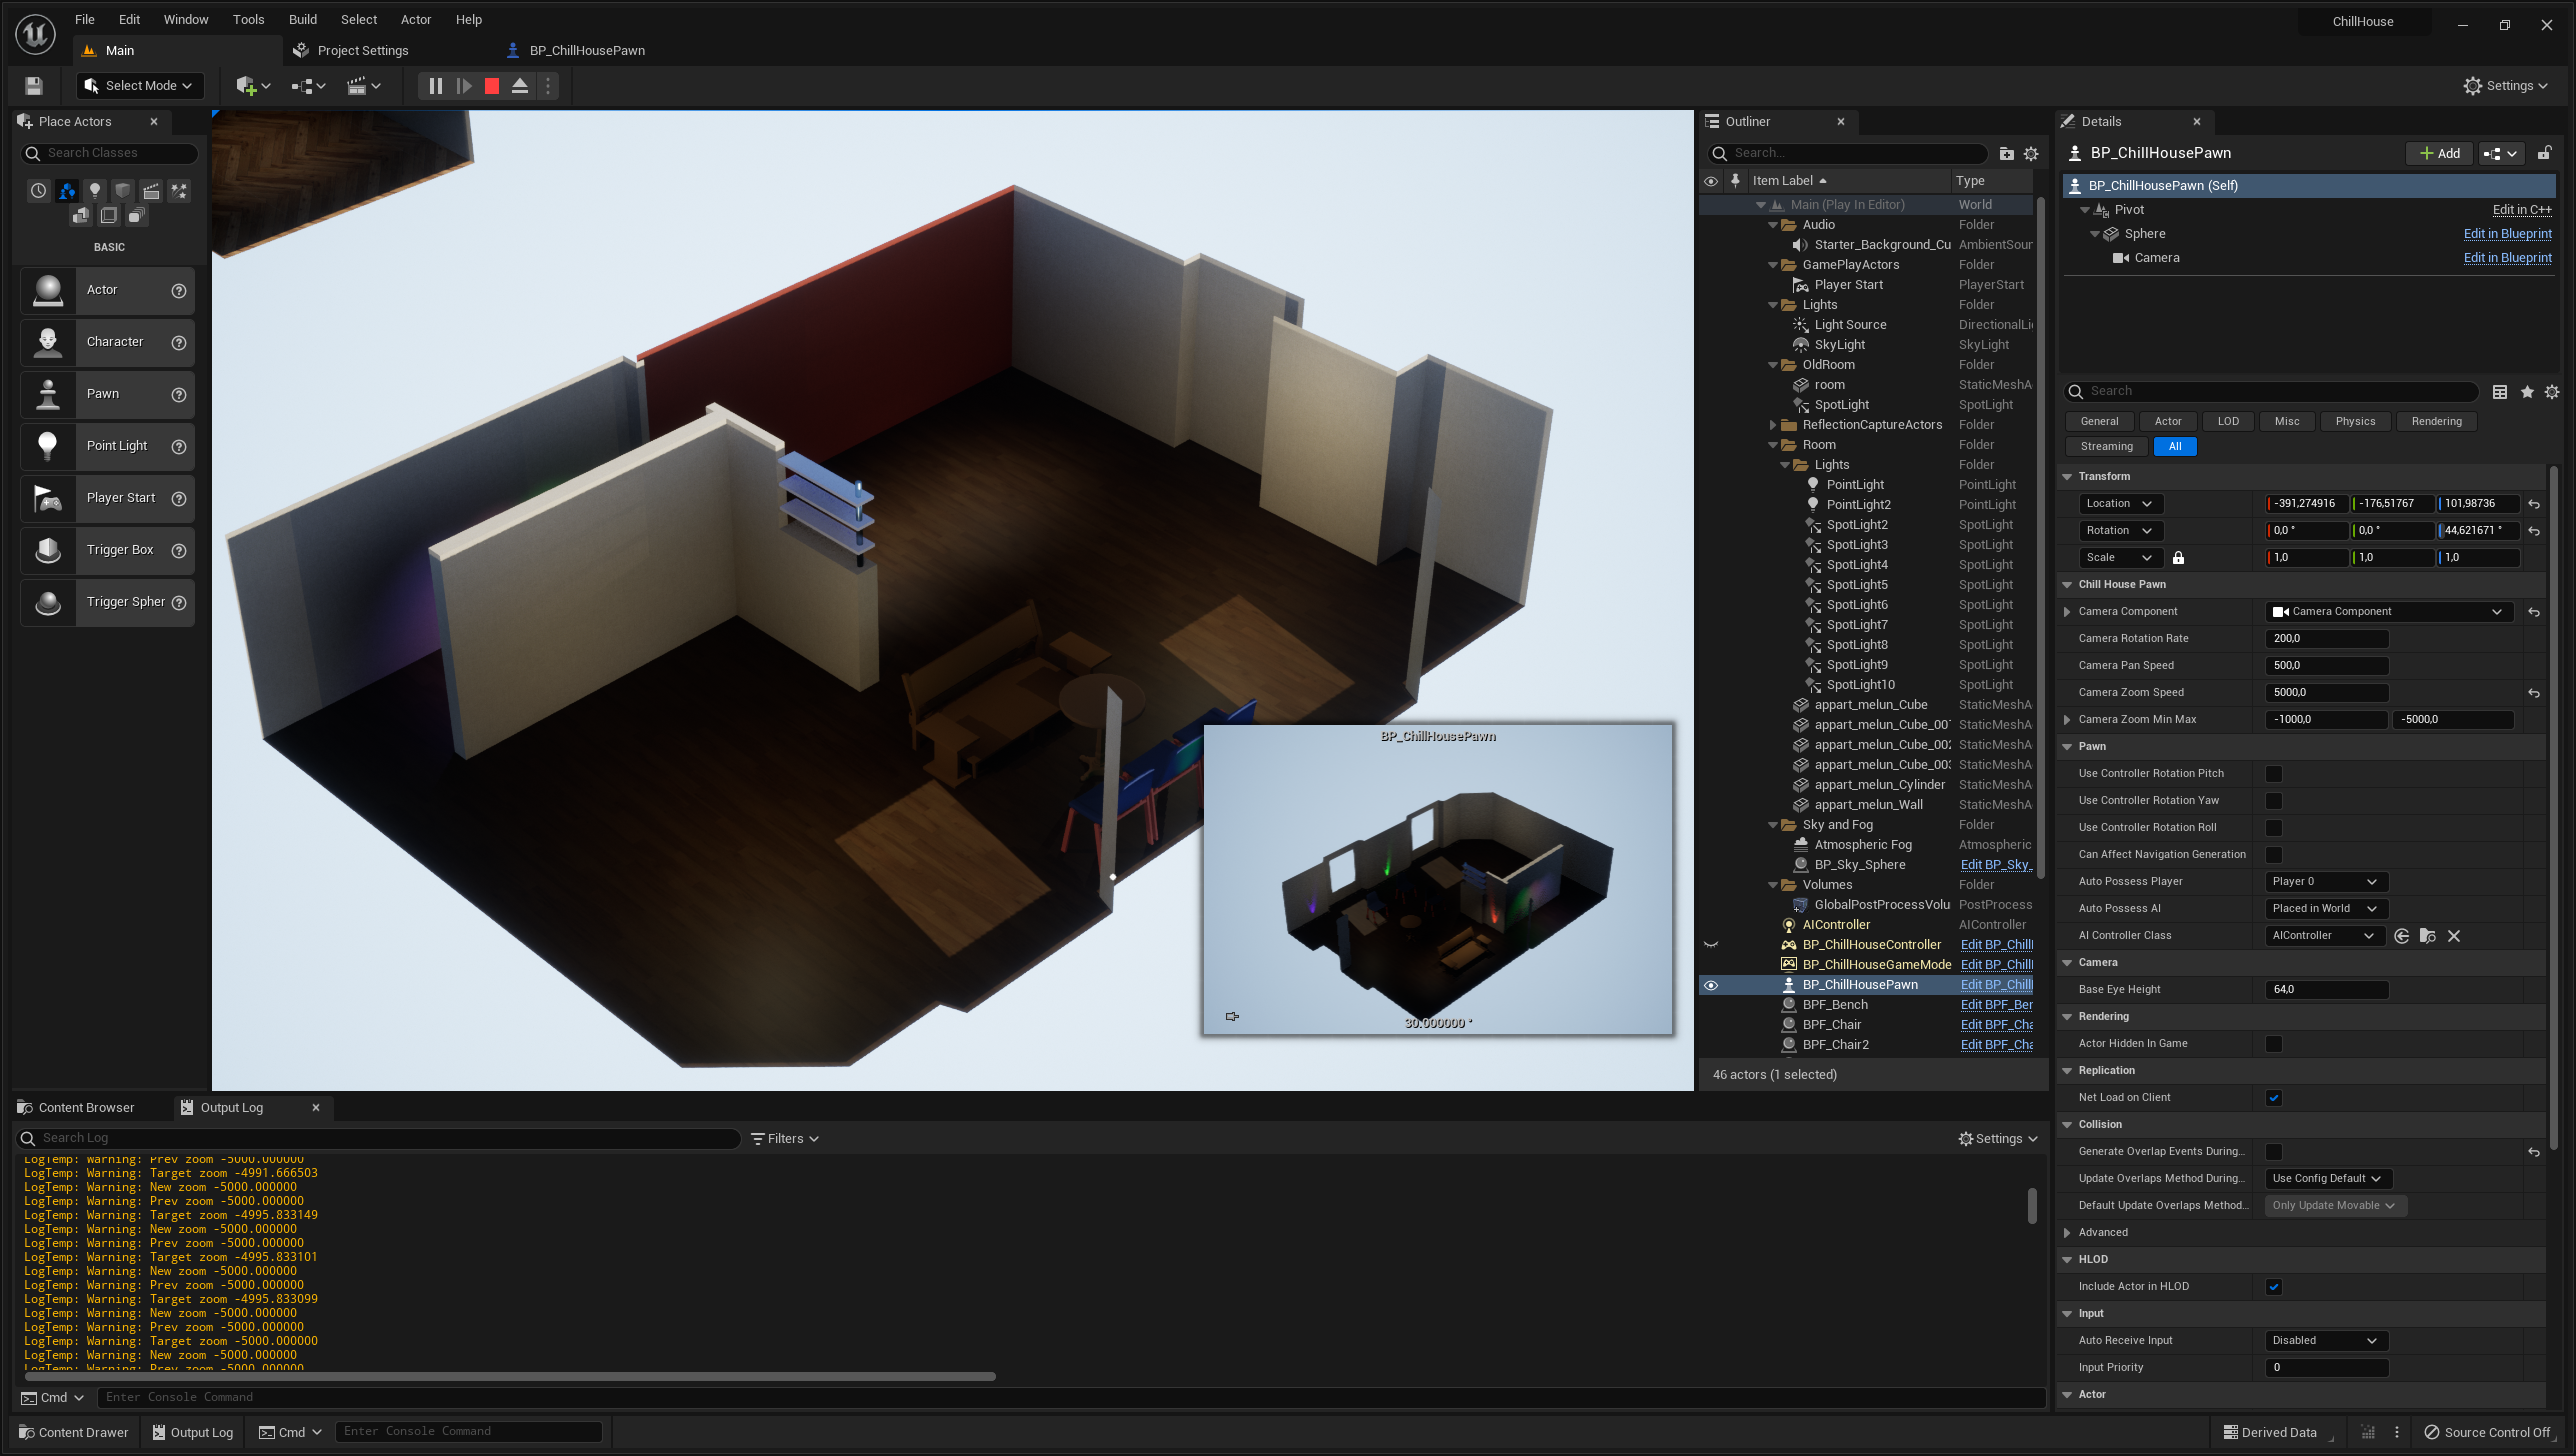 File Edit Window Tools Build Select Actor Help
ChillHouse
Main
Project Settings
BP_ChillHousePawn
Select Mode
Settings
Place Actors
Search Classes
BASIC
Actor
Character
Pawn
Point Light
Player Start
Trigger Box
Trigger Spher
BP_ChillHousePawn
30.000000 °
Outliner
Search...
Item Label Type
Main (Play In Editor) World
Audio Folder
Starter_Background_Cu AmbientSour
GamePlayActors Folder
Player Start PlayerStart
Lights Folder
Light Source DirectionalLi
SkyLight SkyLight
OldRoom Folder
room StaticMeshA
SpotLight SpotLight
ReflectionCaptureActors Folder
Room Folder
Lights Folder
PointLight PointLight
PointLight2 PointLight
SpotLight2 SpotLight
SpotLight3 SpotLight
SpotLight4 SpotLight
SpotLight5 SpotLight
SpotLight6 SpotLight
SpotLight7 SpotLight
SpotLight8 SpotLight
SpotLight9 SpotLight
SpotLight10 SpotLight
appart_melun_Cube StaticMeshA
appart_melun_Cube_001 StaticMeshA
appart_melun_Cube_002 StaticMeshA
appart_melun_Cube_003 StaticMeshA
appart_melun_Cylinder StaticMeshA
appart_melun_Wall StaticMeshA
Sky and Fog Folder
Atmospheric Fog Atmospheric
BP_Sky_Sphere Edit BP_Sky_
Volumes Folder
GlobalPostProcessVolu PostProcess
AIController AIController
BP_ChillHouseController Edit BP_Chill
BP_ChillHouseGameMode Edit BP_Chill
BP_ChillHousePawn Edit BP_Chill
BPF_Bench Edit BPF_Ber
BPF_Chair Edit BPF_Cha
BPF_Chair2 Edit BPF_Cha
46 actors (1 selected)
Details
BP_ChillHousePawn
Add
BP_ChillHousePawn (Self)
Pivot Edit in C++
Sphere Edit in Blueprint
Camera Edit in Blueprint
Search
General Actor LOD Misc Physics Rendering
Streaming All
Transform
Location -391,274916 -176,51767 101,98736
Rotation 0,0 ° 0,0 ° 44,621671 °
Scale 1,0 1,0 1,0
Chill House Pawn
Camera Component Camera Component
Camera Rotation Rate 200,0
Camera Pan Speed 500,0
Camera Zoom Speed 5000,0
Camera Zoom Min Max -1000,0 -5000,0
Pawn
Use Controller Rotation Pitch
Use Controller Rotation Yaw
Use Controller Rotation Roll
Can Affect Navigation Generation
Auto Possess Player Player 0
Auto Possess AI Placed in World
AI Controller Class AIController
Camera
Base Eye Height 64,0
Rendering
Actor Hidden In Game
Replication
Net Load on Client
Collision
Generate Overlap Events During...
Update Overlaps Method During... Use Config Default
Default Update Overlaps Method... Only Update Movable
Advanced
HLOD
Include Actor in HLOD
Input
Auto Receive Input Disabled
Input Priority 0
Actor
Content Browser
Output Log
Search Log
Filters
Settings
LogTemp: Warning: Prev zoom -5000.000000
LogTemp: Warning: Target zoom -4991.666503
LogTemp: Warning: New zoom -5000.000000
LogTemp: Warning: Prev zoom -5000.000000
LogTemp: Warning: Target zoom -4995.833149
LogTemp: Warning: New zoom -5000.000000
LogTemp: Warning: Prev zoom -5000.000000
LogTemp: Warning: Target zoom -4995.833101
LogTemp: Warning: New zoom -5000.000000
LogTemp: Warning: Prev zoom -5000.000000
LogTemp: Warning: Target zoom -4995.833099
LogTemp: Warning: New zoom -5000.000000
LogTemp: Warning: Prev zoom -5000.000000
LogTemp: Warning: Target zoom -5000.000000
LogTemp: Warning: New zoom -5000.000000
LogTemp: Warning: Prev zoom -5000.000000
Cmd Enter Console Command
Content Drawer Output Log Cmd Enter Console Command
Derived Data
Source Control Off